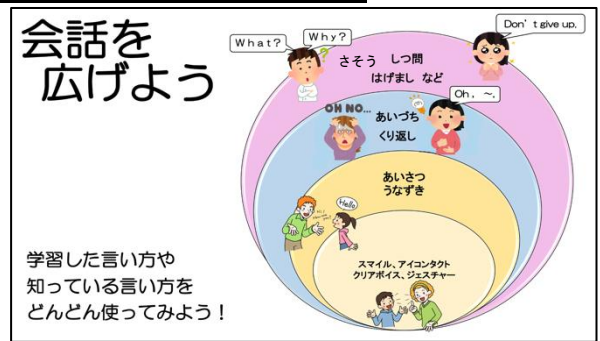 会話を
広げよう
What?
Why?
Don't give up.
さそう しつ問
はげまし など
OH NO...
Oh, ~.
あいづち
くり返し
あいさつ
うなずき
Hello
スマイル、アイコンタクト
クリアボイス、ジェスチャー
学習した言い方や
知っている言い方を
どんどん使ってみよう！